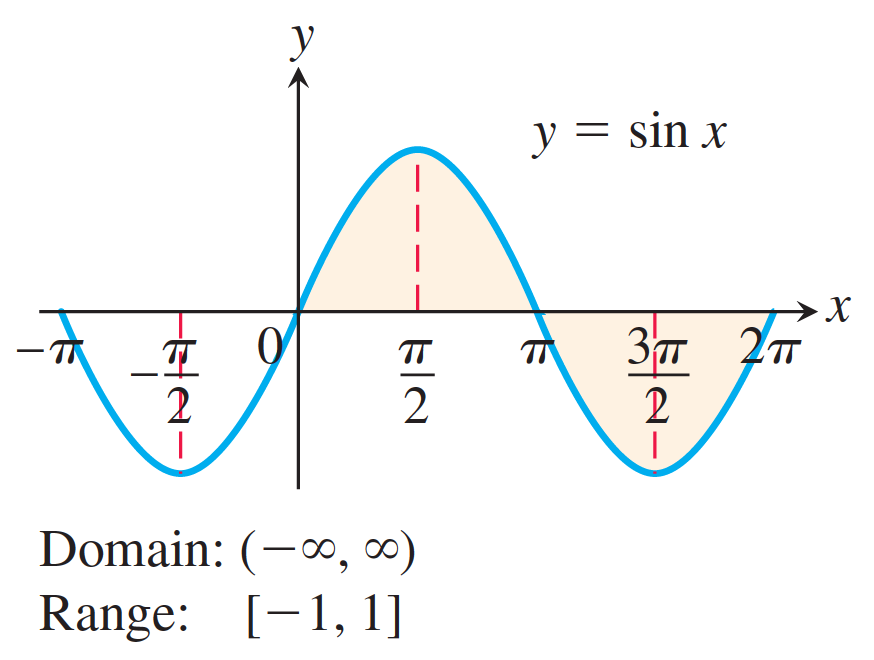 y
y = sin x
x
−π
−π/2
0
π/2
π
3π/2
2π
Domain: (−∞, ∞)
Range: [−1, 1]